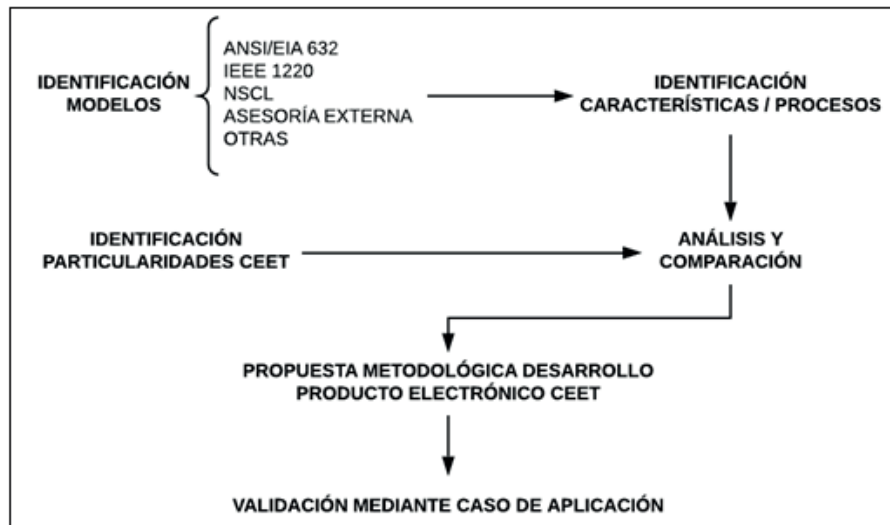 IDENTIFICACIÓN
MODELOS
ANSI/EIA 632
IEEE 1220
NSCL
ASESORÍA EXTERNA
OTRAS
IDENTIFICACIÓN
CARACTERÍSTICAS / PROCESOS
IDENTIFICACIÓN
PARTICULARIDADES CEET
ANÁLISIS Y
COMPARACIÓN
PROPUESTA METODOLÓGICA DESARROLLO
PRODUCTO ELECTRÓNICO CEET
VALIDACIÓN MEDIANTE CASO DE APLICACIÓN